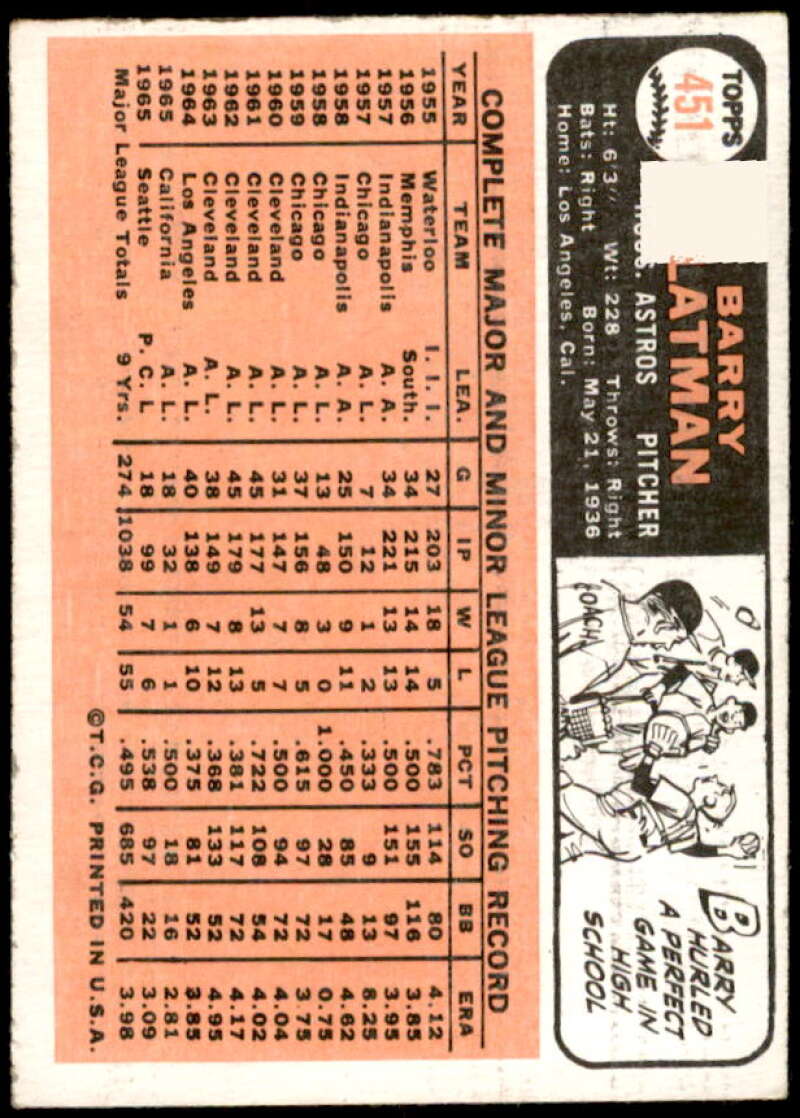 TOPPS
451
BARRY
LATMAN
HOUS. ASTROS PITCHER
Ht: 6'3" Wt: 228 Throws: Right
Bats: Right Born: May 21, 1936
Home: Los Angeles, Cal.
COACH
BARRY
HURLED
A PERFECT
GAME IN
HIGH
SCHOOL
COMPLETE MAJOR AND MINOR LEAGUE PITCHING RECORD
YEAR TEAM LEA. G IP W L PCT SO BB ERA
1955 Waterloo I. I. I. 27 203 18 5 .783 114 80 4.12
1956 Memphis South. 34 215 14 14 .500 155 116 3.85
1957 Indianapolis A. A. 34 221 13 13 .500 151 97 3.95
1957 Chicago A. L. 7 12 1 2 .333 9 13 8.25
1958 Indianapolis A. A. 25 150 9 11 .450 85 48 4.62
1958 Chicago A. L. 13 48 3 0 1.000 28 17 0.75
1959 Chicago A. L. 37 156 8 5 .615 97 72 3.75
1960 Cleveland A. L. 31 147 7 7 .500 94 72 4.04
1961 Cleveland A. L. 45 177 13 5 .722 108 54 4.02
1962 Cleveland A. L. 45 179 8 13 .381 117 72 4.17
1963 Cleveland A. L. 38 149 7 12 .368 133 52 4.95
1964 Los Angeles A. L. 40 138 6 10 .375 81 52 3.85
1965 California A. L. 18 32 1 1 .500 18 16 2.81
1965 Seattle P. C. L 18 99 7 6 .538 97 22 3.09
Major League Totals 9 Yrs. 274 1038 54 55 .495 685 420 3.98
©T.C.G. PRINTED IN U.S.A.